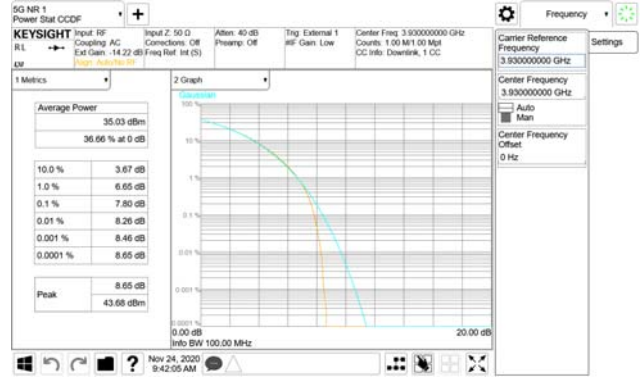 5G NR 1
Power Stat CCDF
Frequency
KEYSIGHT
RL
Input: RF
Coupling: AC
Ext Gain: -14.22 dB
Align: Auto/No RF
Input Z: 50 Ω
Corrections: Off
Freq Ref: Int (S)
Atten: 40 dB
Preamp: Off
Trig: External 1
#IF Gain: Low
Center Freq: 3.930000000 GHz
Counts: 1.00 M/1.00 Mpt
CC Info: Downlink, 1 CC
Carrier Reference
Frequency
3.930000000 GHz
Settings
Center Frequency
3.930000000 GHz
Auto
Man
Center Frequency
Offset
0 Hz
1 Metrics
2 Graph
Gaussian
Average Power
35.03 dBm
36.66 % at 0 dB
10.0 % 3.67 dB
1.0 % 6.65 dB
0.1 % 7.80 dB
0.01 % 8.26 dB
0.001 % 8.46 dB
0.0001 % 8.65 dB
Peak
8.65 dB
43.68 dBm
100 %
10 %
1 %
0.1 %
0.01 %
0.001 %
0.0001 %
0.00 dB
20.00 dB
Info BW 100.00 MHz
?
Nov 24, 2020
9:42:05 AM